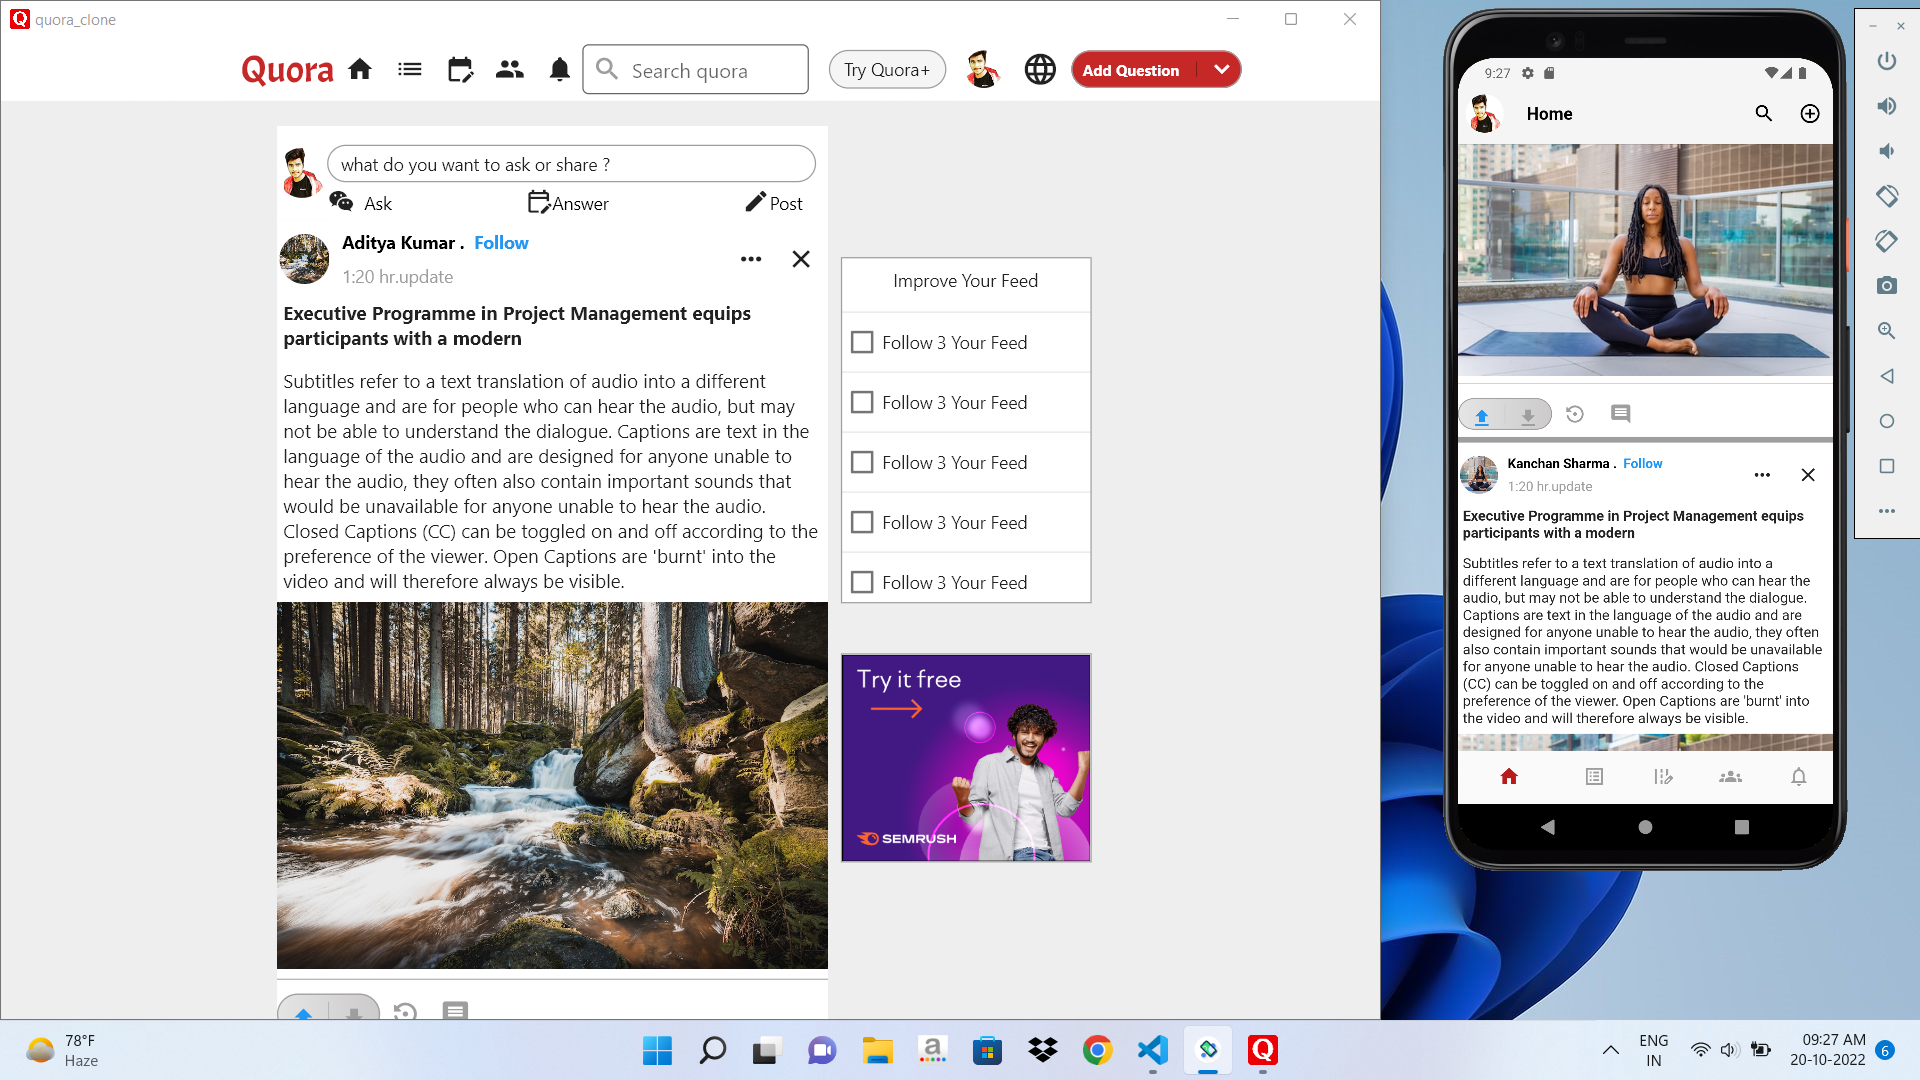 quora_clone
Quora
Search quora
Try Quora+
Add Question
what do you want to ask or share ?
Ask
Answer
Post
Aditya Kumar . Follow
1:20 hr.update
Executive Programme in Project Management equips
participants with a modern
Subtitles refer to a text translation of audio into a different
language and are for people who can hear the audio, but may
not be able to understand the dialogue. Captions are text in the
language of the audio and are designed for anyone unable to
hear the audio, they often also contain important sounds that
would be unavailable for anyone unable to hear the audio.
Closed Captions (CC) can be toggled on and off according to the
preference of the viewer. Open Captions are 'burnt' into the
video and will therefore always be visible.
Improve Your Feed
Follow 3 Your Feed
Follow 3 Your Feed
Follow 3 Your Feed
Follow 3 Your Feed
Follow 3 Your Feed
Try it free
SEMRUSH
9:27
Home
Kanchan Sharma . Follow
1:20 hr.update
Executive Programme in Project Management equips
participants with a modern
Subtitles refer to a text translation of audio into a
different language and are for people who can hear the
audio, but may not be able to understand the dialogue.
Captions are text in the language of the audio and are
designed for anyone unable to hear the audio, they often
also contain important sounds that would be unavailable
for anyone unable to hear the audio. Closed Captions
(CC) can be toggled on and off according to the
preference of the viewer. Open Captions are 'burnt' into
the video and will therefore always be visible.
78°F
Haze
a
Q
ENG
IN
09:27 AM
20-10-2022
6